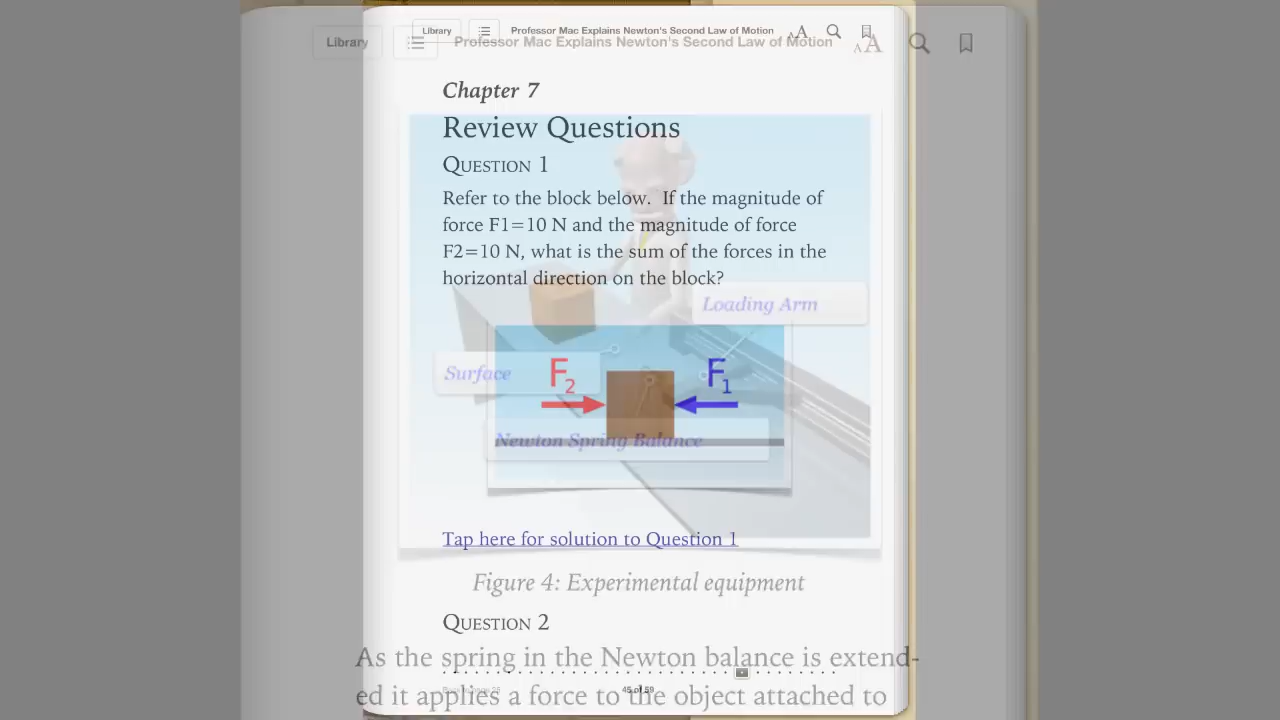 Library
Professor Mac Explains Newton's Second Law of Motion
AA
Library
Professor Mac Explains Newton's Second Law of Motion
AA
Chapter 7
Review Questions
QUESTION 1
Refer to the block below. If the magnitude of
force F1=10 N and the magnitude of force
F2=10 N, what is the sum of the forces in the
horizontal direction on the block?
Loading Arm
Surface
F2
F1
Newton Spring Balance
Tap here for solution to Question 1
Figure 4: Experimental equipment
QUESTION 2
As the spring in the Newton balance is extend-
45 of 59
ed it applies a force to the object attached to